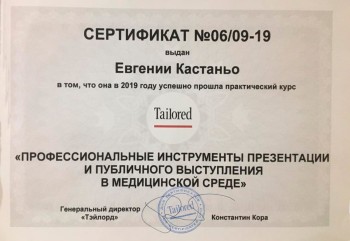 СЕРТИФИКАТ №06/09-19
выдан
Евгении Кастаньо
в том, что она в 2019 году успешно прошла практический курс
Tailored
«ПРОФЕССИОНАЛЬНЫЕ ИНСТРУМЕНТЫ ПРЕЗЕНТАЦИИ
И ПУБЛИЧНОГО ВЫСТУПЛЕНИЯ
В МЕДИЦИНСКОЙ СРЕДЕ»
Генеральный директор
«Тэйлорд»
Tailored
Константин Кора